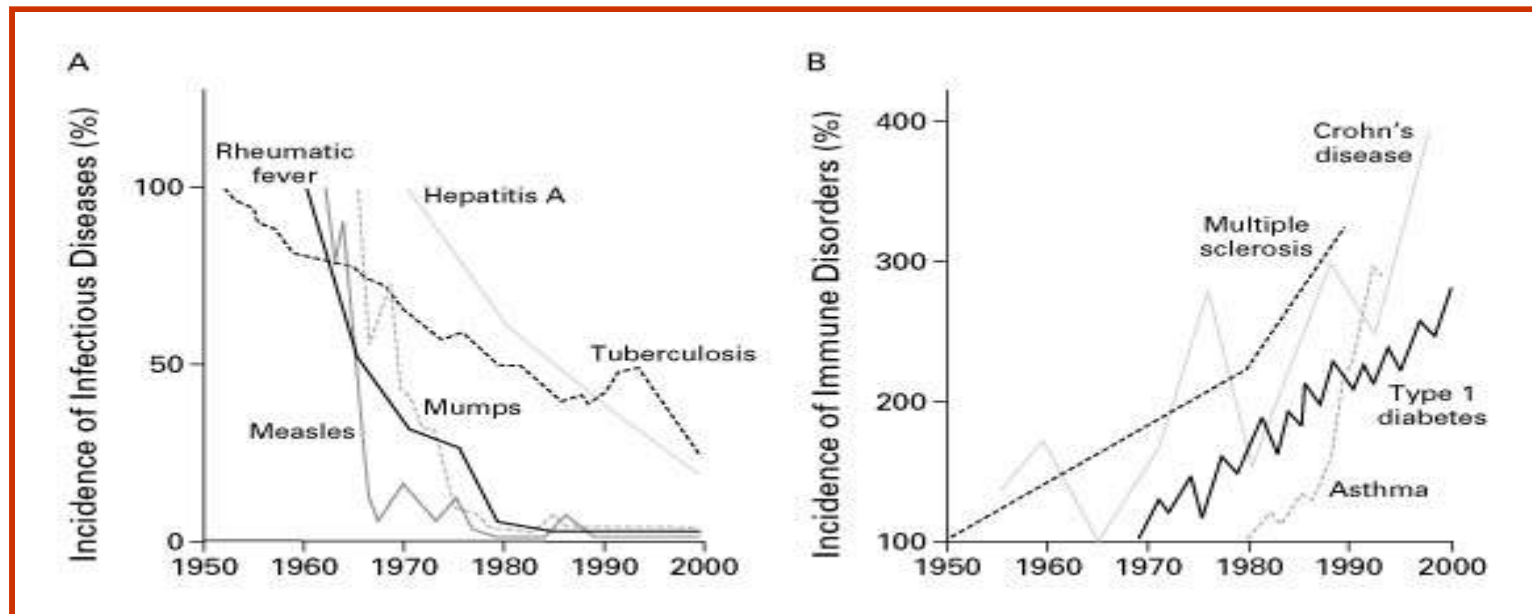 A
Incidence of Infectious Diseases (%)
100
50
0
Rheumatic
fever
Hepatitis A
Tuberculosis
Mumps
Measles
1950 1960 1970 1980 1990 2000
B
Incidence of Immune Disorders (%)
400
300
200
100
Crohn's
disease
Multiple
sclerosis
Type 1
diabetes
Asthma
1950 1960 1970 1980 1990 2000